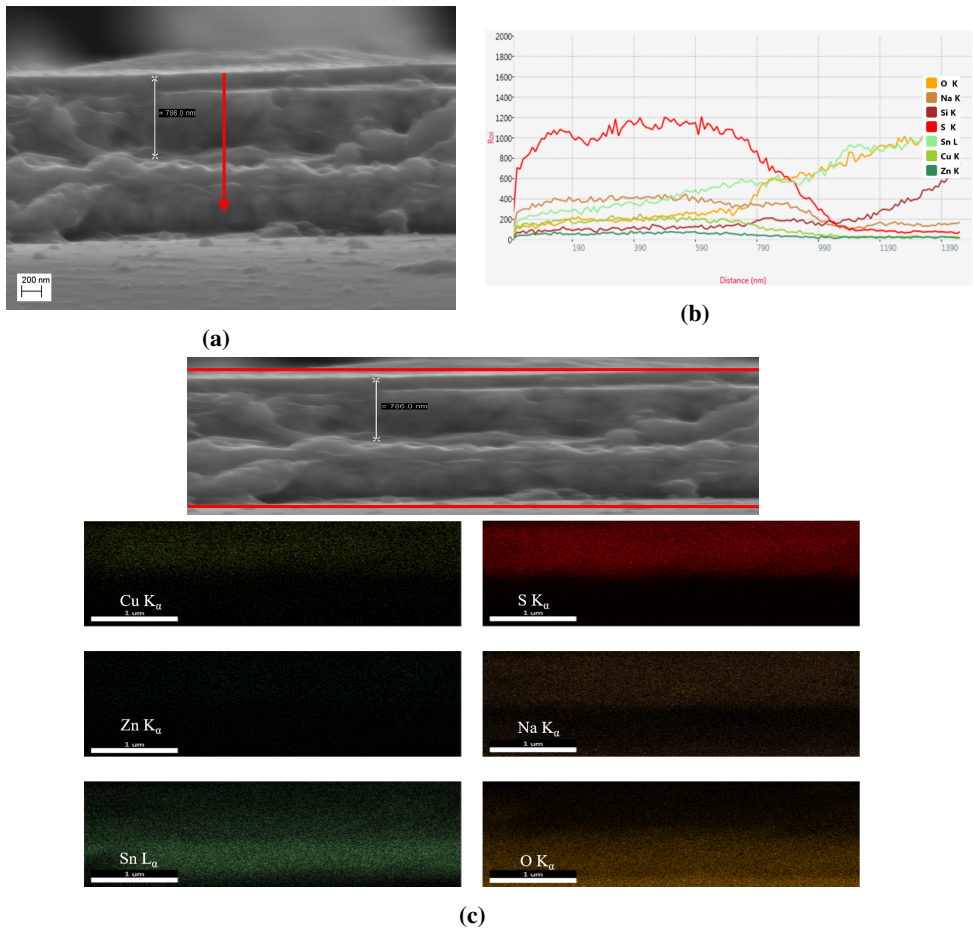 = 786.0 nm
200 nm
(a)
2000
1800
1600
1400
1200
1000
800
600
400
200
0
190
390
490
590
790
990
1190
1390
Roi
Distance (nm)
O K
Na K
Si K
S K
Sn L
Cu K
Zn K
(b)
= 786.0 nm
Cu Kα
1 um
S Kα
1 um
Zn Kα
1 um
Na Kα
1 um
Sn Lα
1 um
O Kα
1 um
(c)